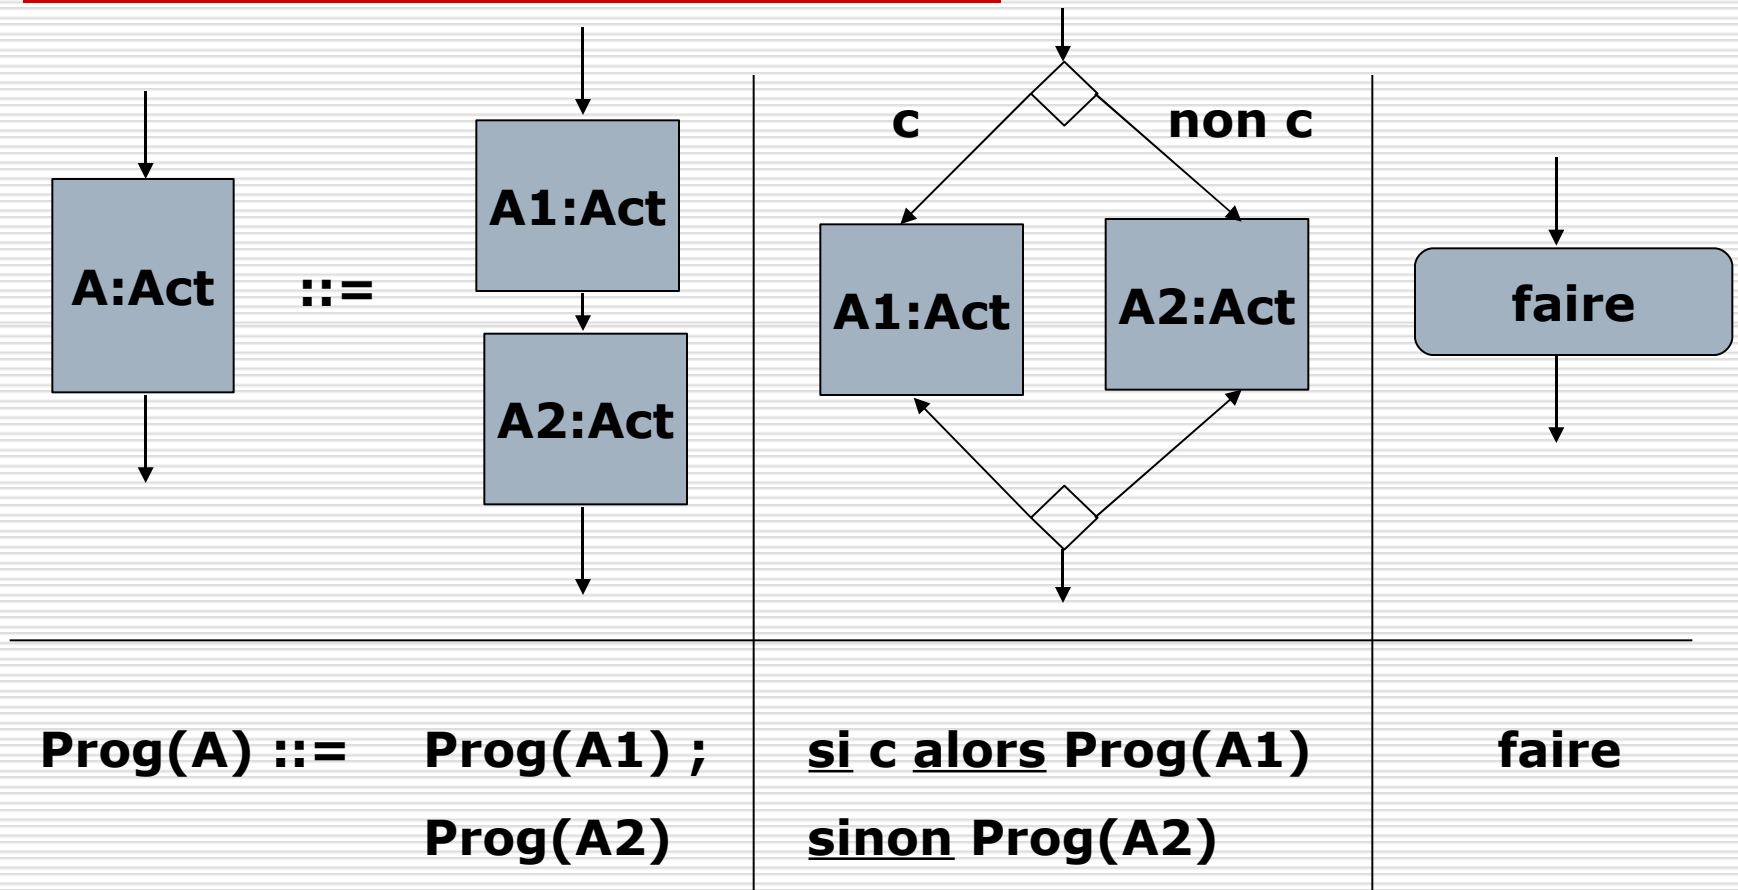 c
non c
A1:Act
A:Act
::=
A2:Act
A1:Act
A2:Act
faire
Prog(A) ::=
Prog(A1) ;
Prog(A2)
si c alors Prog(A1)
sinon Prog(A2)
faire